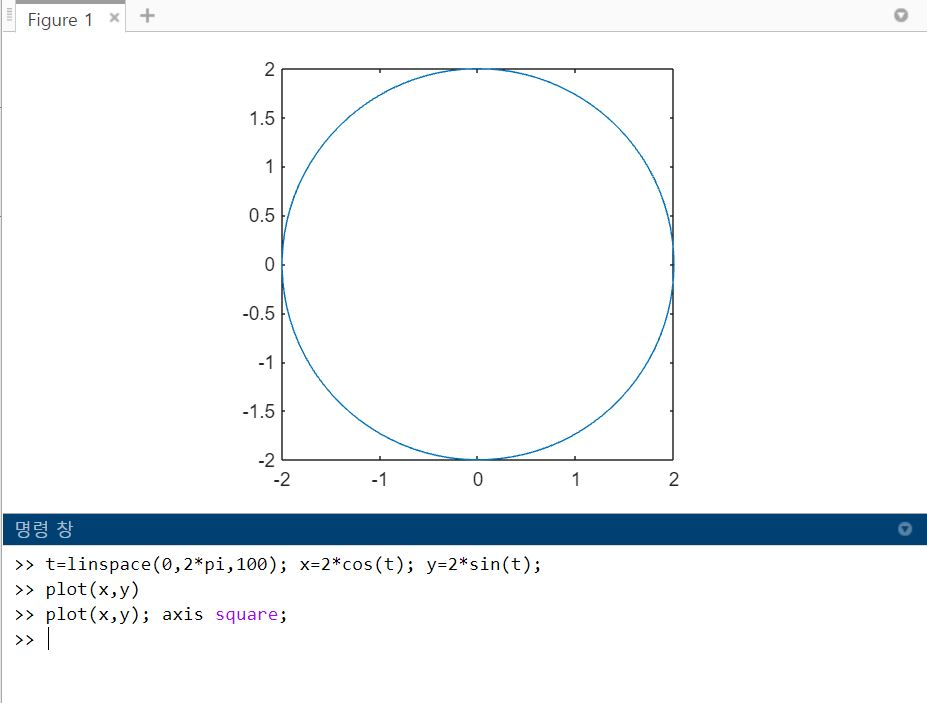 Figure 1
2
1.5
1
0.5
0
-0.5
-1
-1.5
-2
-2 -1 0 1 2
명령 창
>> t=linspace(0,2*pi,100); x=2*cos(t); y=2*sin(t);
>> plot(x,y)
>> plot(x,y); axis square;
>>